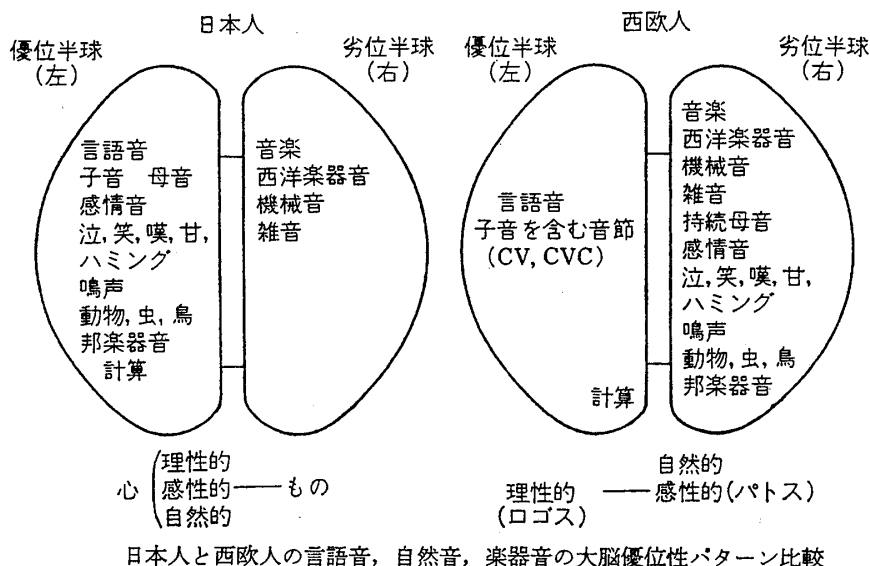 日本人
優位半球
(左)
劣位半球
(右)
言語音
子音 母音
感情音
泣,笑,嘆,甘,
ハミング
鳴声
動物,虫,鳥
邦楽器音
計算
音楽
西洋楽器音
機械音
雑音
心
理性的
感性的
自然的
もの
西欧人
優位半球
(左)
劣位半球
(右)
言語音
子音を含む音節
(CV, CVC)
計算
音楽
西洋楽器音
機械音
雑音
持続母音
感情音
泣,笑,嘆,甘,
ハミング
鳴声
動物,虫,鳥
邦楽器音
理性的
(ロゴス)
自然的
感性的(パトス)
日本人と西欧人の言語音,自然音,楽器音の大脳優位性パターン比較